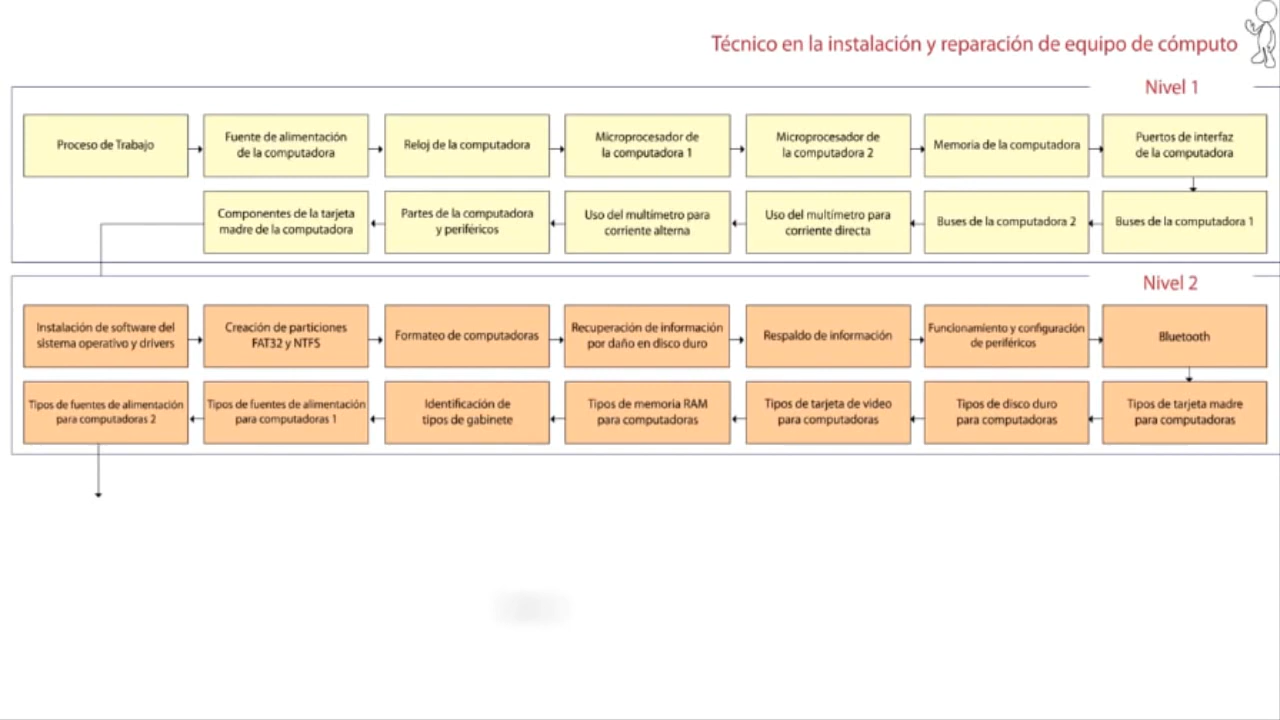 Técnico en la instalación y reparación de equipo de cómputo
Nivel 1
Proceso de Trabajo
Fuente de alimentación
de la computadora
Reloj de la computadora
Microprocesador de
la computadora 1
Microprocesador de
la computadora 2
Memoria de la computadora
Puertos de interfaz
de la computadora
Componentes de la tarjeta
madre de la computadora
Partes de la computadora
y periféricos
Uso del multímetro para
corriente alterna
Uso del multímetro para
corriente directa
Buses de la computadora 2
Buses de la computadora 1
Nivel 2
Instalación de software del
sistema operativo y drivers
Creación de particiones
FAT32 y NTFS
Formateo de computadoras
Recuperación de información
por daño en disco duro
Respaldo de información
Funcionamiento y configuración
de periféricos
Bluetooth
Tipos de fuentes de alimentación
para computadoras 2
Tipos de fuentes de alimentación
para computadoras 1
Identificación de
tipos de gabinete
Tipos de memoria RAM
para computadoras
Tipos de tarjeta de video
para computadoras
Tipos de disco duro
para computadoras
Tipos de tarjeta madre
para computadoras